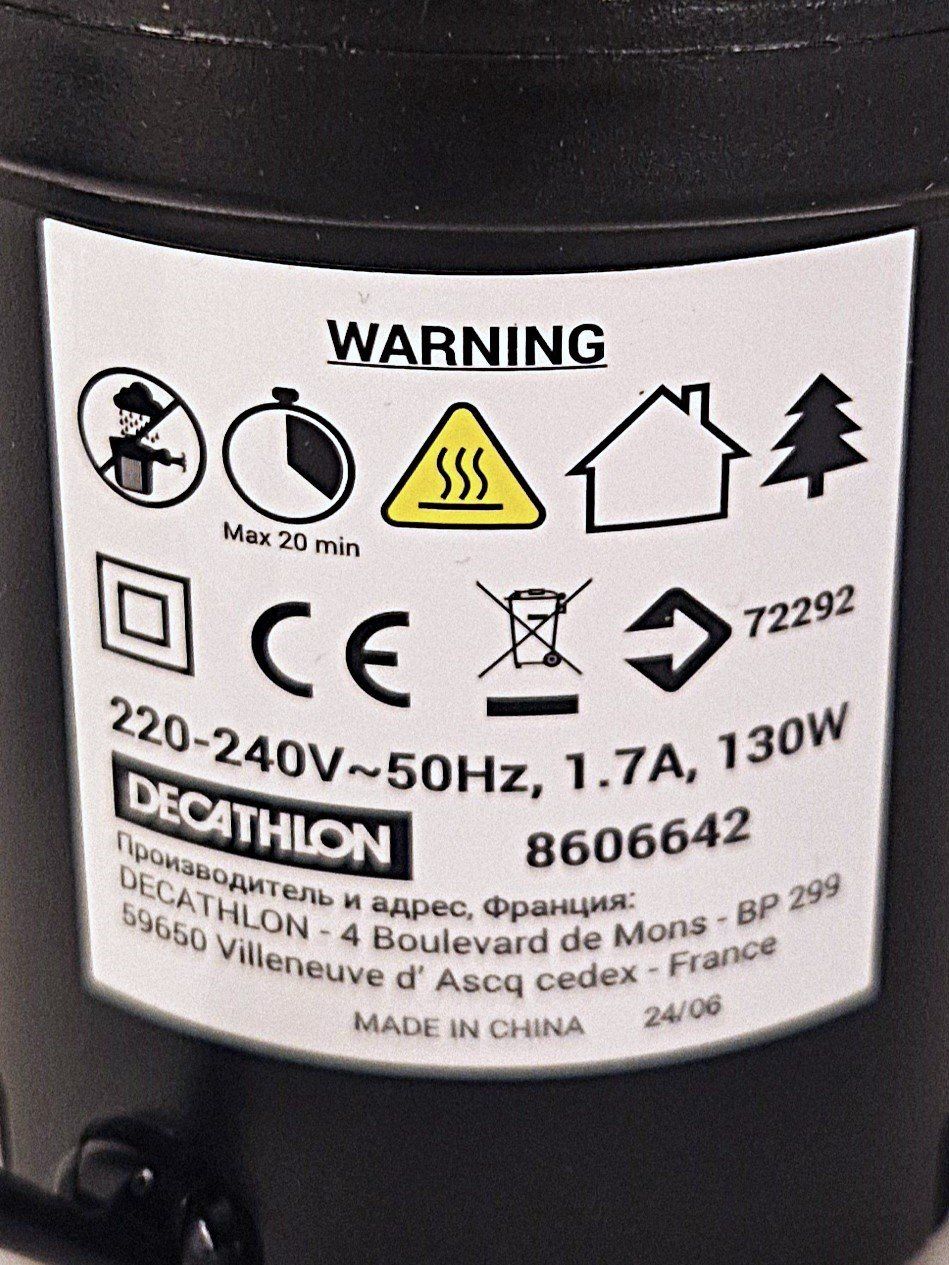 WARNING
Max 20 min
CE
72292
220-240V~50Hz, 1.7A, 130W
DECATHLON
8606642
Производитель и адрес, Франция:
DECATHLON - 4 Boulevard de Mons - BP 299
59650 Villeneuve d' Ascq cedex - France
MADE IN CHINA 24/06